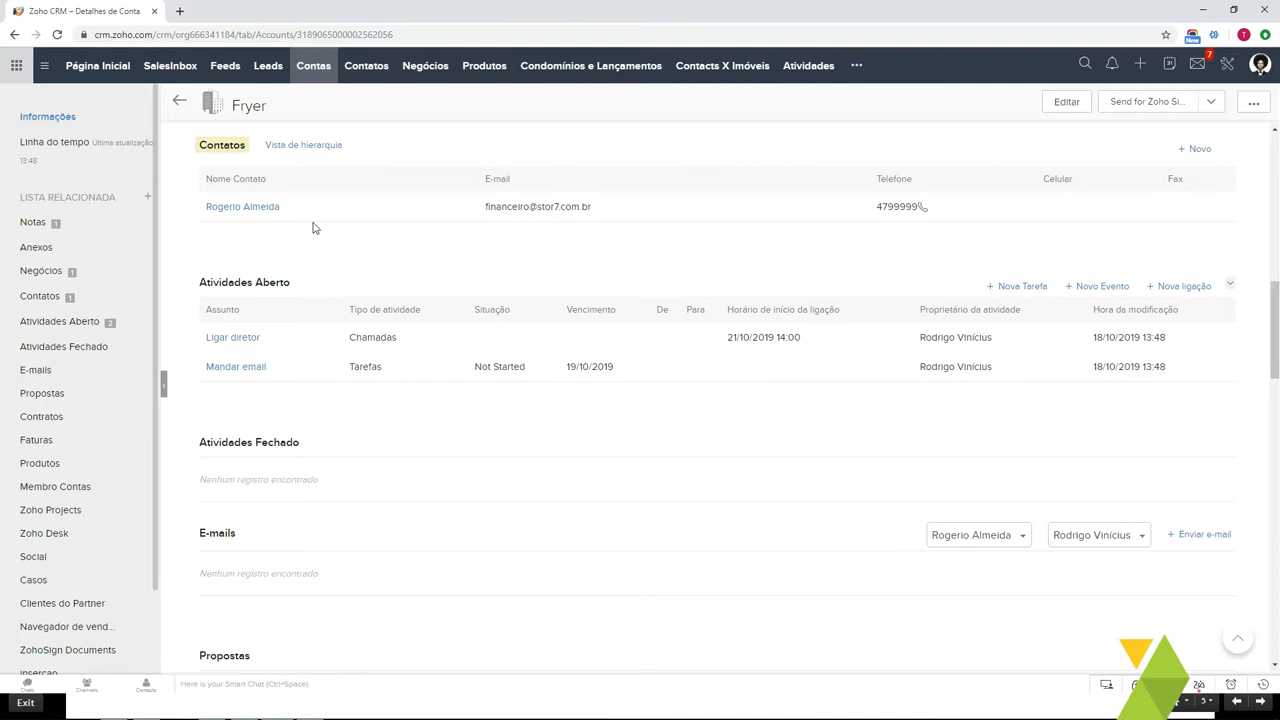 Zoho CRM - Detalhes de Conta
crm.zoho.com/crm/org666341184/tab/Accounts/3189065000002562056
New
T
Página Inicial SalesInbox Feeds Leads Contas Contatos Negócios Produtos Condomínios e Lançamentos Contacts X Imóveis Atividades
7
Informações
Linha do tempo Última atualização
13:48
LISTA RELACIONADA +
Notas 1
Anexos
Negócios 1
Contatos 1
Atividades Aberto 2
Atividades Fechado
E-mails
Propostas
Contratos
Faturas
Produtos
Membro Contas
Zoho Projects
Zoho Desk
Social
Casos
Clientes do Partner
Navegador de vend...
ZohoSign Documents
Inserção
Fryer
Editar Send for Zoho Si... ...
Contatos Vista de hierarquia + Novo
Nome Contato E-mail Telefone Celular Fax
Rogerio Almeida financeiro@stor7.com.br 4799999
Atividades Aberto + Nova Tarefa + Novo Evento + Nova ligação
Assunto Tipo de atividade Situação Vencimento De Para Horário de início da ligação Proprietário da atividade Hora da modificação
Ligar diretor Chamadas 21/10/2019 14:00 Rodrigo Vinícius 18/10/2019 13:48
Mandar email Tarefas Not Started 19/10/2019 Rodrigo Vinícius 18/10/2019 13:48
Atividades Fechado
Nenhum registro encontrado
E-mails Rogerio Almeida Rodrigo Vinícius + Enviar e-mail
Nenhum registro encontrado
Propostas
Chats Channels Contacts Here is your Smart Chat (Ctrl+Space)
Exit 5